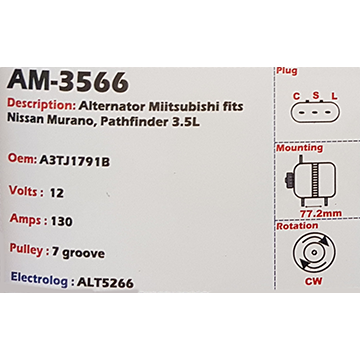 AM-3566
Description: Alternator Miitsubishi fits
Nissan Murano, Pathfinder 3.5L
Oem: A3TJ1791B
Volts : 12
Amps : 130
Pulley : 7 groove
Electrolog : ALT5266
Plug
C S L
Mounting
77.2mm
Rotation
CW